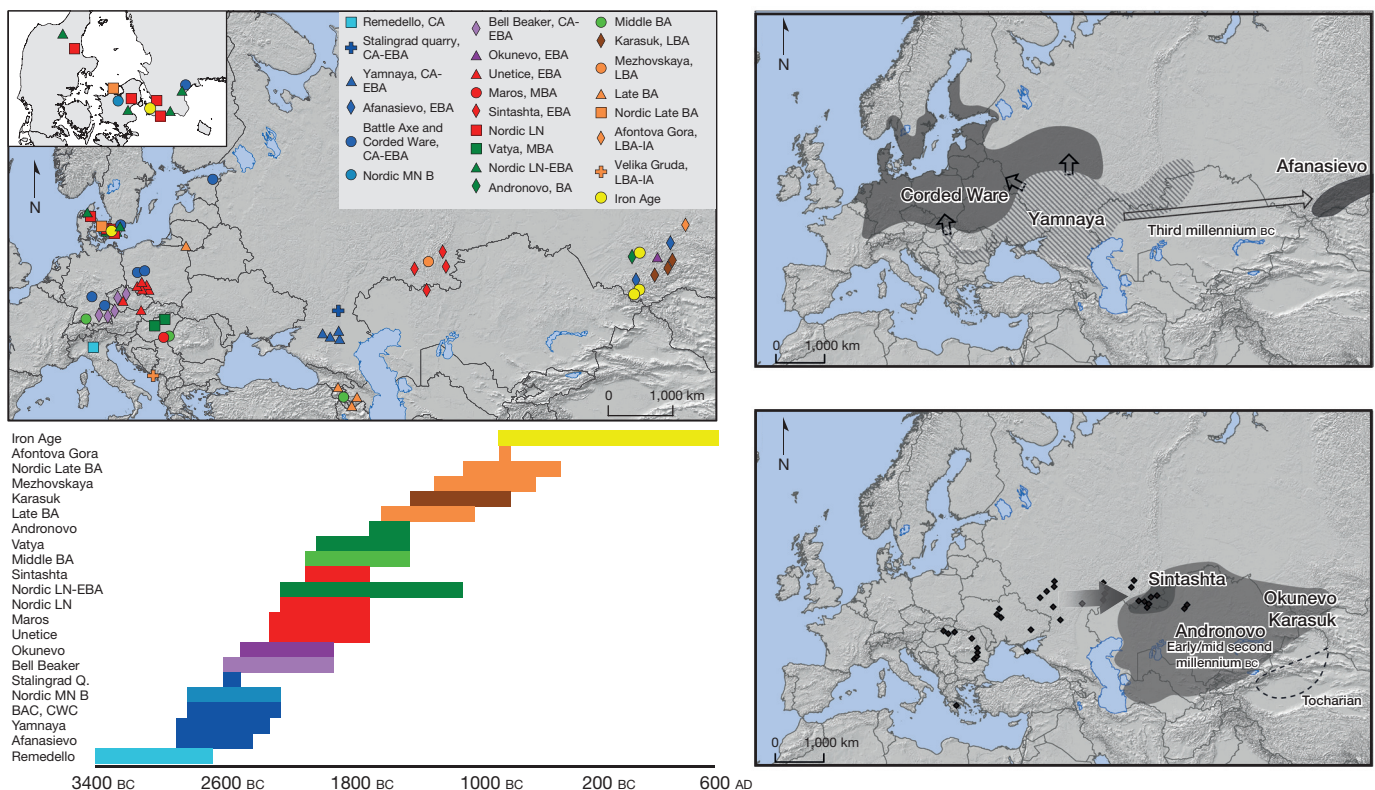 Remedello, CA
Stalingrad quarry,
CA-EBA
Yamnaya, CA-
EBA
Afanasievo, EBA
Battle Axe and
Corded Ware,
CA-EBA
Nordic MN B
Bell Beaker, CA-
EBA
Okunevo, EBA
Unetice, EBA
Maros, MBA
Sintashta, EBA
Nordic LN
Vatya, MBA
Nordic LN-EBA
Andronovo, BA
Middle BA
Karasuk, LBA
Mezhovskaya,
LBA
Late BA
Nordic Late BA
Afontova Gora,
LBA-IA
Velika Gruda,
LBA-IA
Iron Age
N
0 1,000 km
Iron Age
Afontova Gora
Nordic Late BA
Mezhovskaya
Karasuk
Late BA
Andronovo
Vatya
Middle BA
Sintashta
Nordic LN-EBA
Nordic LN
Maros
Unetice
Okunevo
Bell Beaker
Stalingrad Q.
Nordic MN B
BAC, CWC
Yamnaya
Afanasievo
Remedello
3400 BC 2600 BC 1800 BC 1000 BC 200 BC 600 AD
N
Afanasievo
Corded Ware
Yamnaya
Third millennium BC
0 1,000 km
N
Sintashta
Okunevo
Karasuk
Andronovo
Early/mid second
millennium BC
Tocharian
0 1,000 km